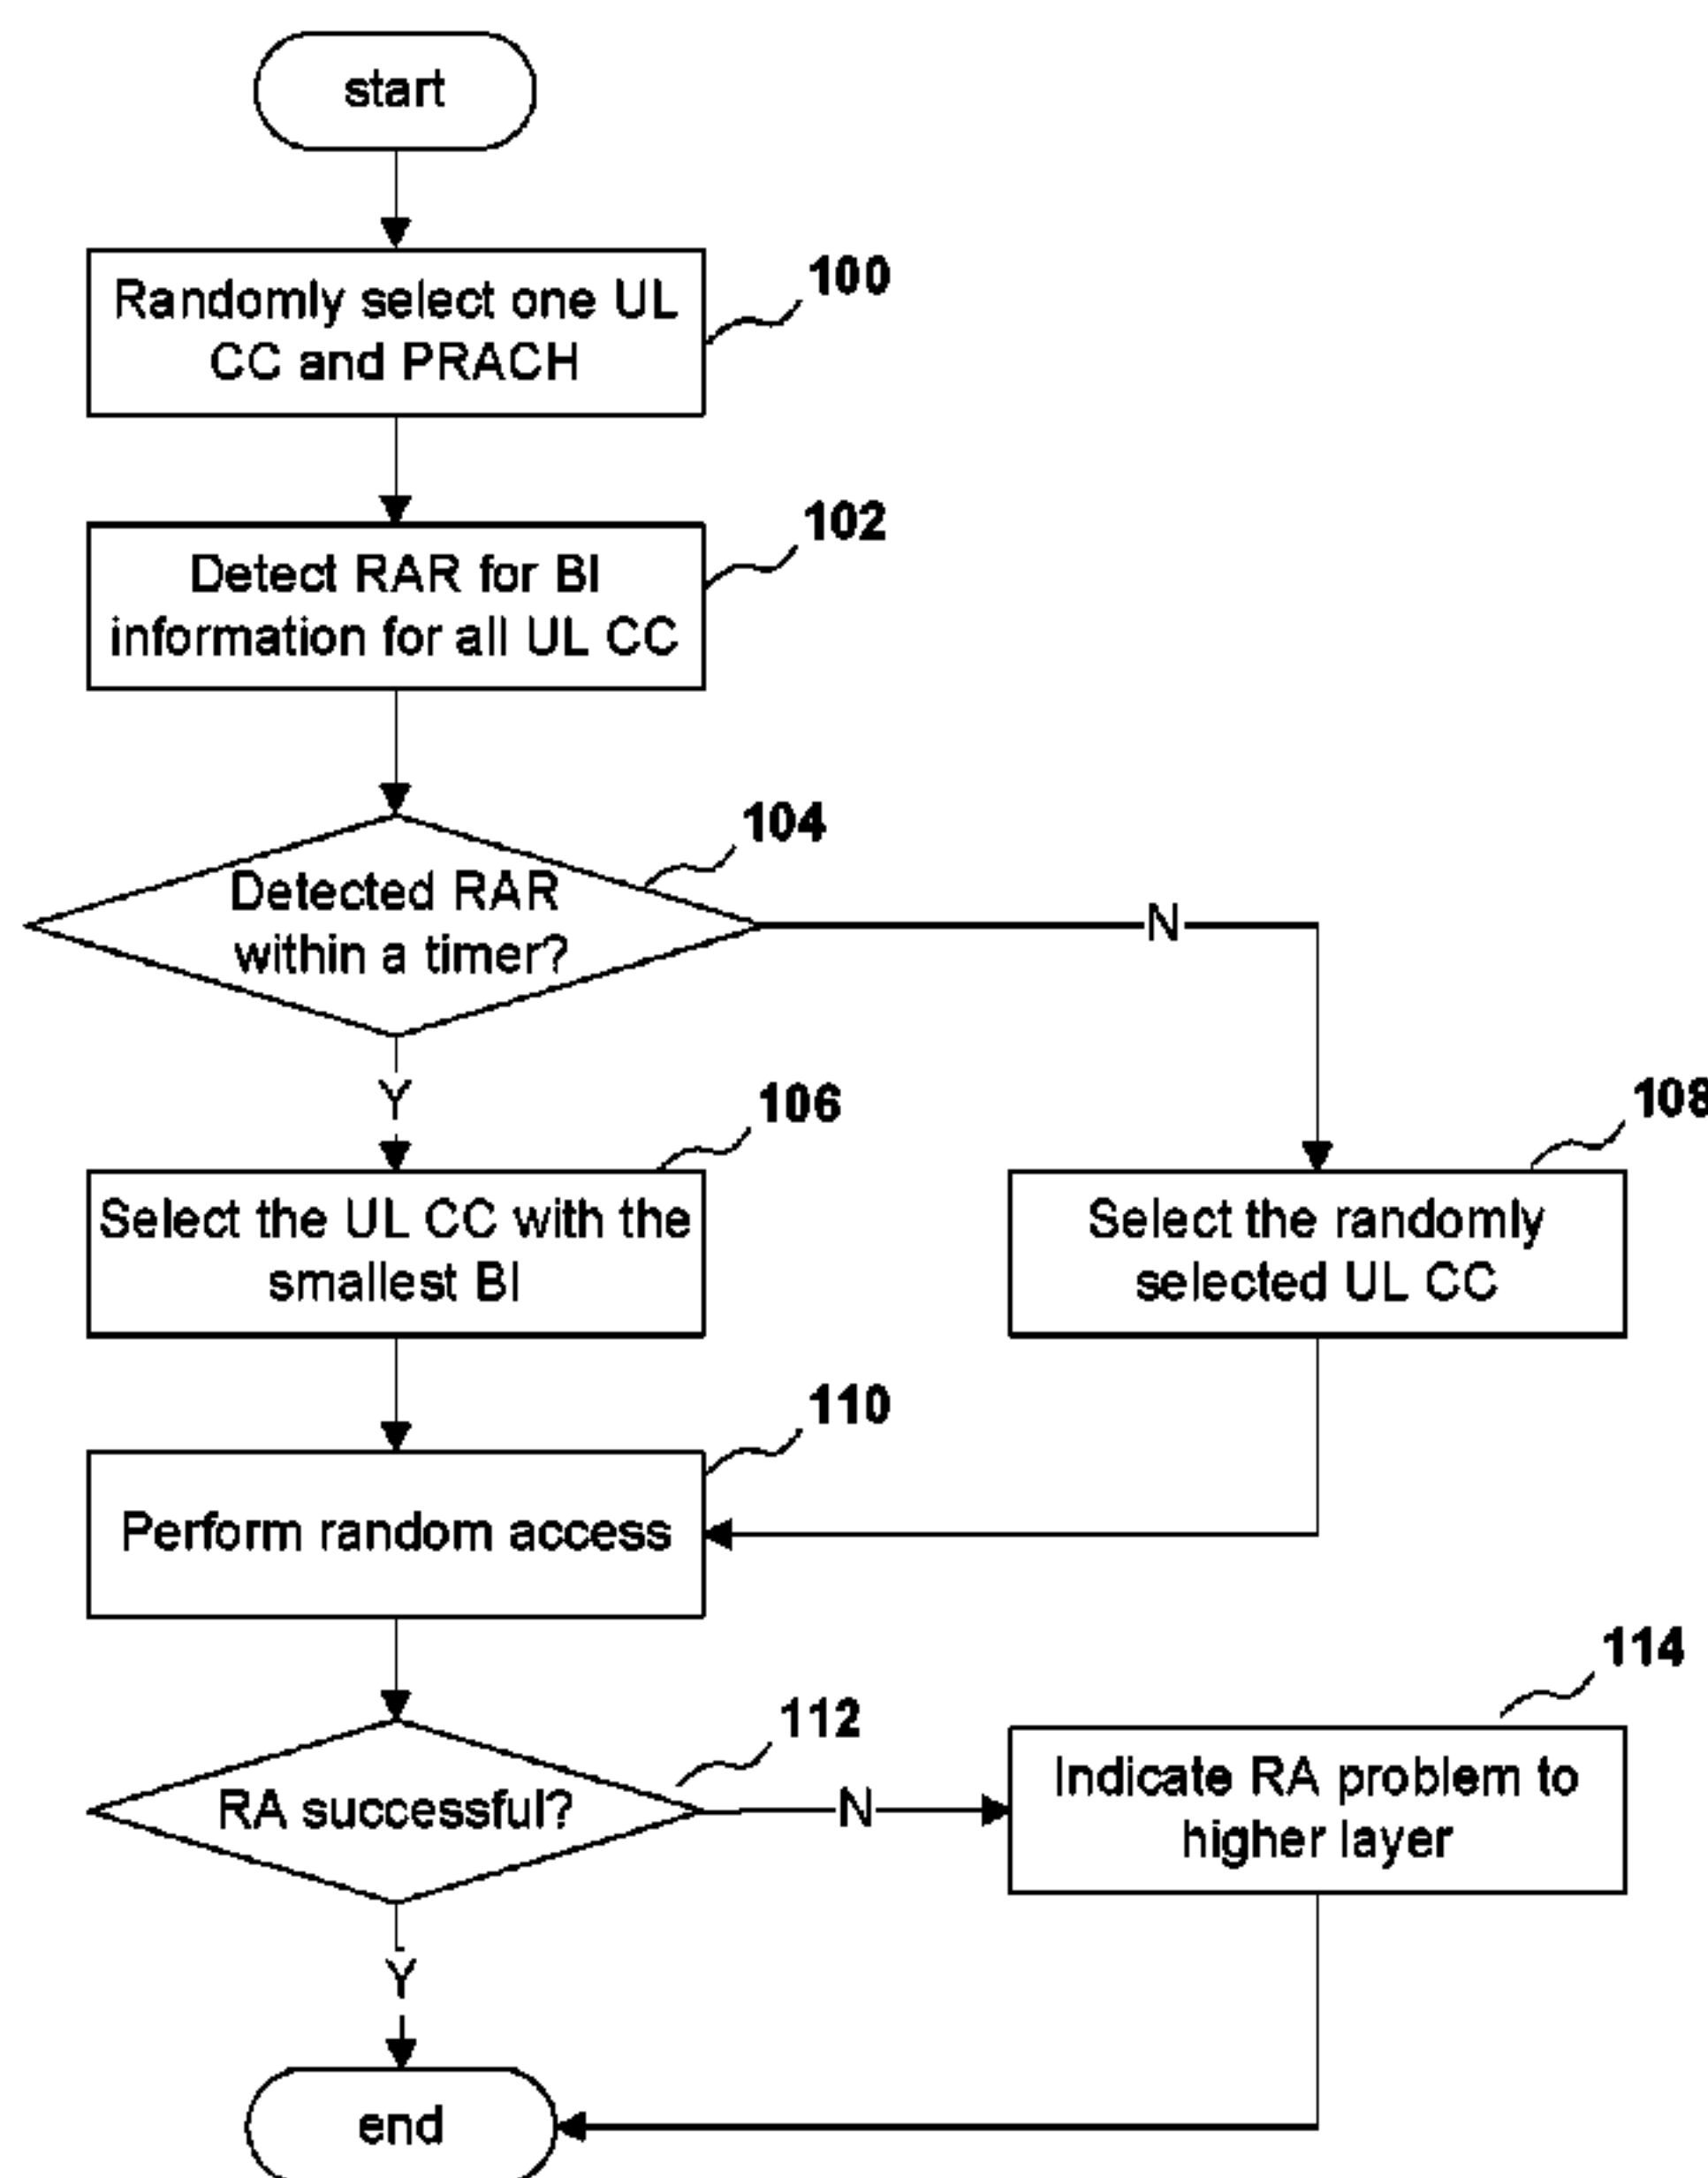 start
Randomly select one UL
CC and PRACH
100
Detect RAR for BI
information for all UL CC
102
Detected RAR
within a timer?
104
N
Y
Select the UL CC with the
smallest BI
106
Select the randomly
selected UL CC
108
Perform random access
110
RA successful?
112
N
Indicate RA problem to
higher layer
114
Y
end